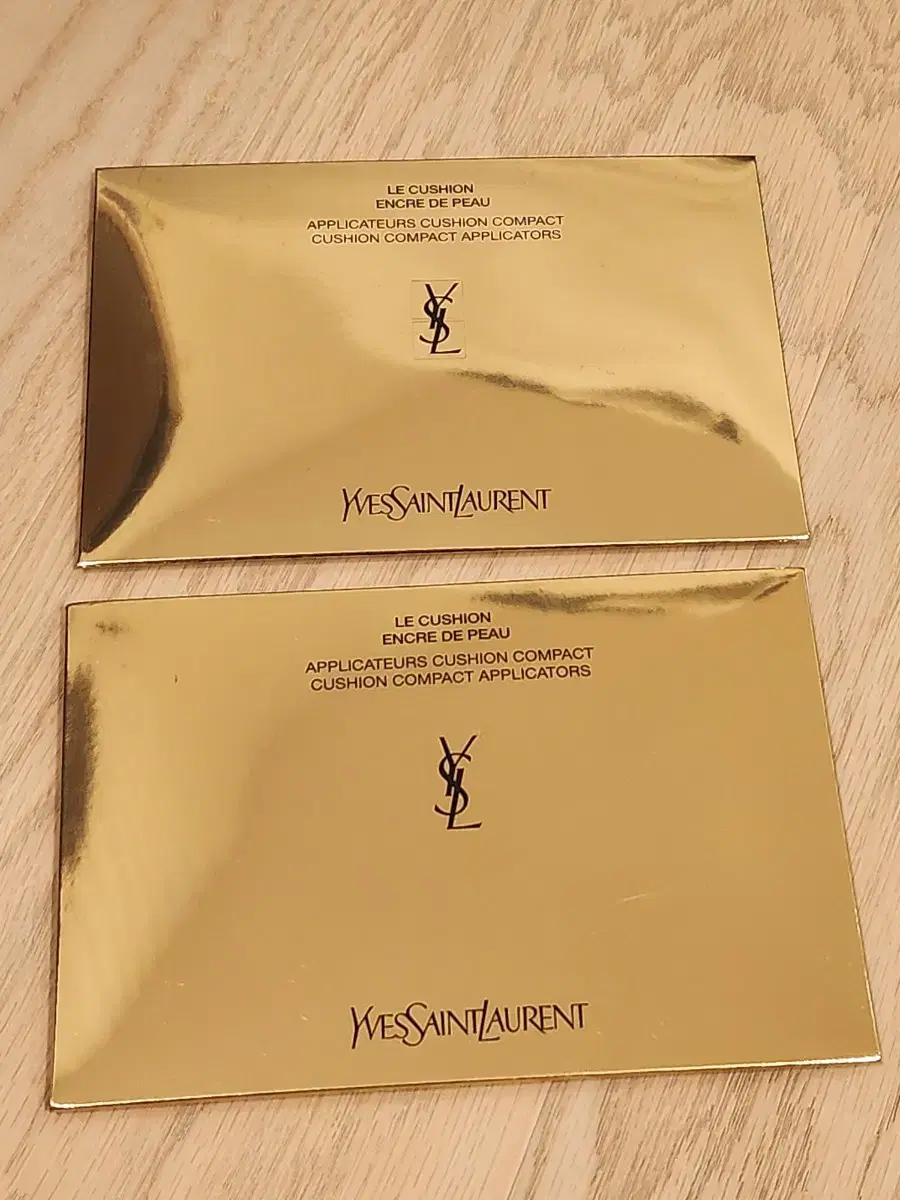 LE CUSHION
ENCRE DE PEAU
APPLICATEURS CUSHION COMPACT
CUSHION COMPACT APPLICATORS
YSL
YVESSAINTLAURENT
LE CUSHION
ENCRE DE PEAU
APPLICATEURS CUSHION COMPACT
CUSHION COMPACT APPLICATORS
YSL
YVESSAINTLAURENT